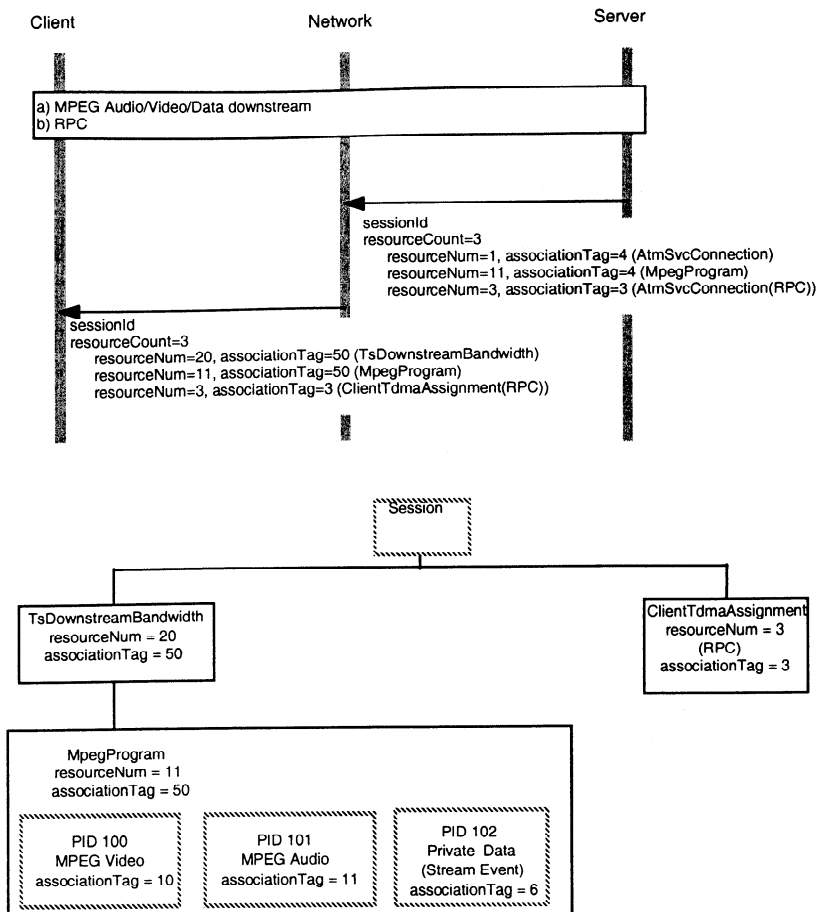 Client Network Server
a) MPEG Audio/Video/Data downstream
b) RPC
sessionId
resourceCount=3
resourceNum=1, associationTag=4 (AtmSvcConnection)
resourceNum=11, associationTag=4 (MpegProgram)
resourceNum=3, associationTag=3 (AtmSvcConnection(RPC))
sessionId
resourceCount=3
resourceNum=20, associationTag=50 (TsDownstreamBandwidth)
resourceNum=11, associationTag=50 (MpegProgram)
resourceNum=3, associationTag=3 (ClientTdmaAssignment(RPC))
Session
TsDownstreamBandwidth
resourceNum = 20
associationTag = 50
ClientTdmaAssignment
resourceNum = 3
(RPC)
associationTag = 3
MpegProgram
resourceNum = 11
associationTag = 50
PID 100
MPEG Video
associationTag = 10
PID 101
MPEG Audio
associationTag = 11
PID 102
Private Data
(Stream Event)
associationTag = 6